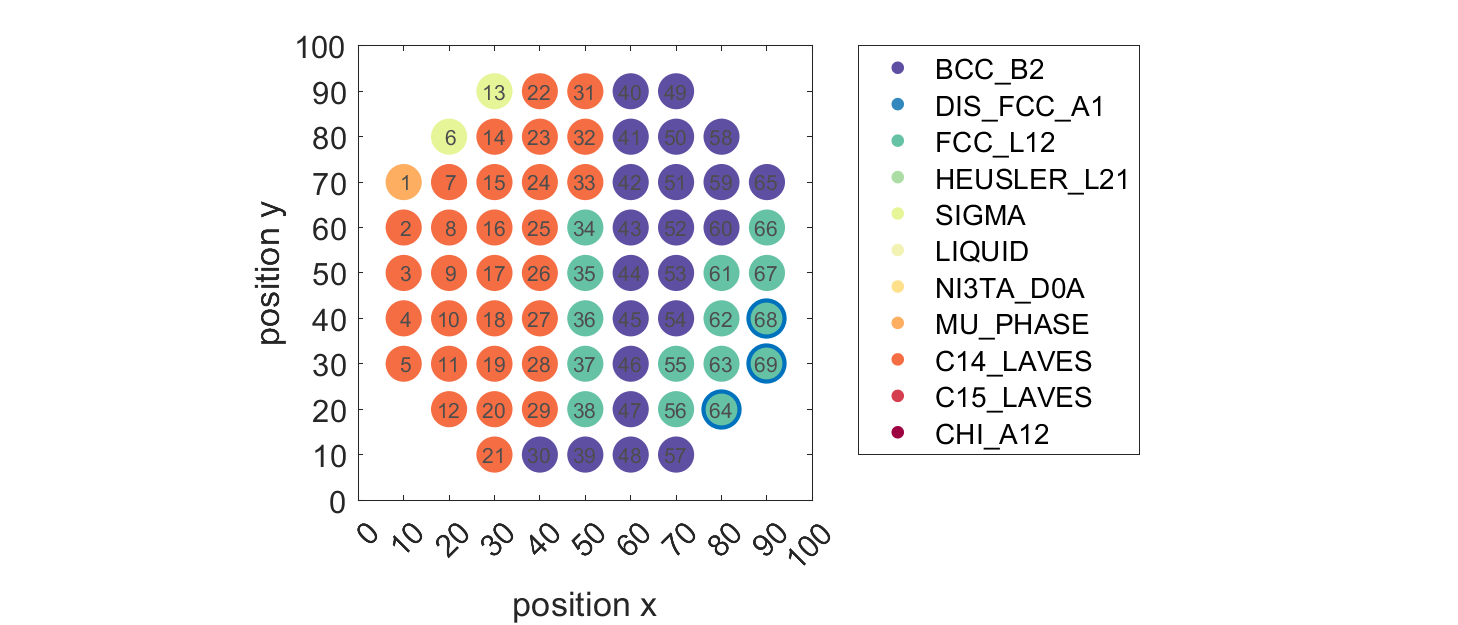 100
90
80
70
60
50
40
30
20
10
0
position y
13 22 31 40 49
6 14 23 32 41 50 58
1 7 15 24 33 42 51 59 65
2 8 16 25 34 43 52 60 66
3 9 17 26 35 44 53 61 67
4 10 18 27 36 45 54 62 68
5 11 19 28 37 46 55 63 69
12 20 29 38 47 56 64
21 30 39 48 57
0 10 20 30 40 50 60 70 80 90 100
position x
BCC_B2
DIS_FCC_A1
FCC_L12
HEUSLER_L21
SIGMA
LIQUID
NI3TA_D0A
MU_PHASE
C14_LAVES
C15_LAVES
CHI_A12